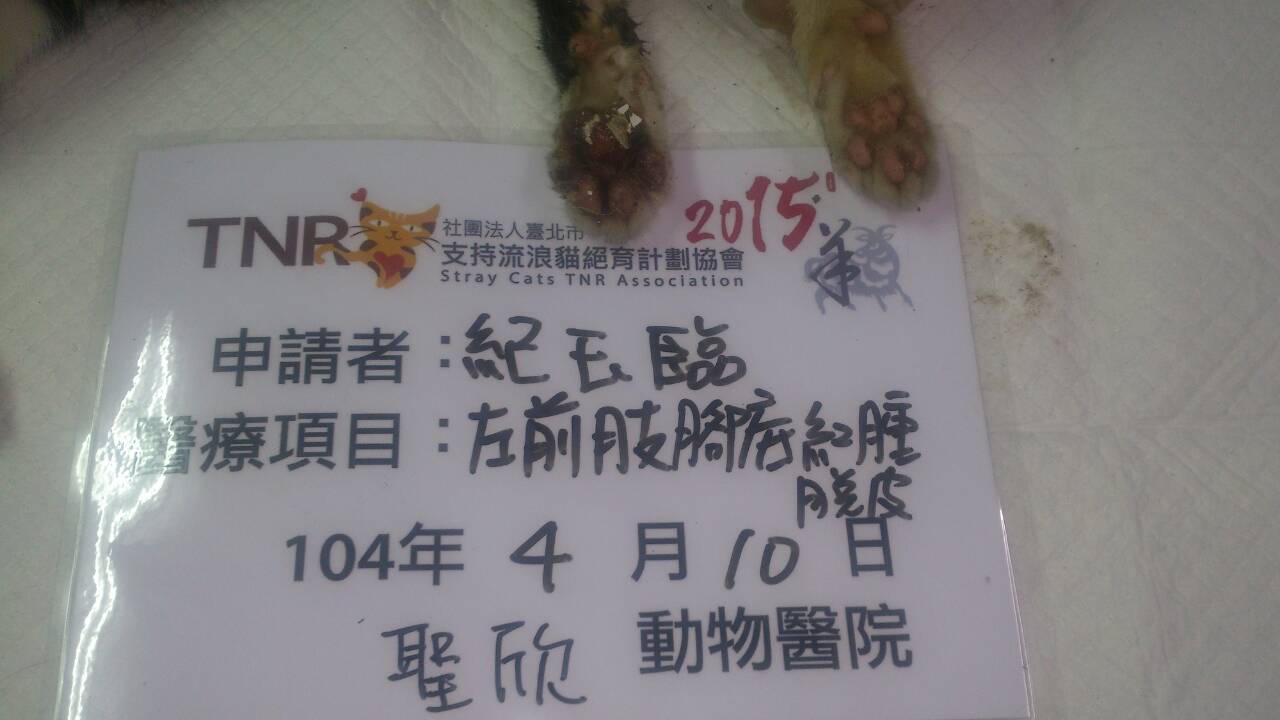 TNR
社團法人臺北市
支持流浪貓絕育計劃協會
Stray Cats TNR Association
2015
羊
申請者：紀玉臨
醫療項目：左前肢腳底紅腫
脫皮
104年 4 月 10 日
聖欣 動物醫院